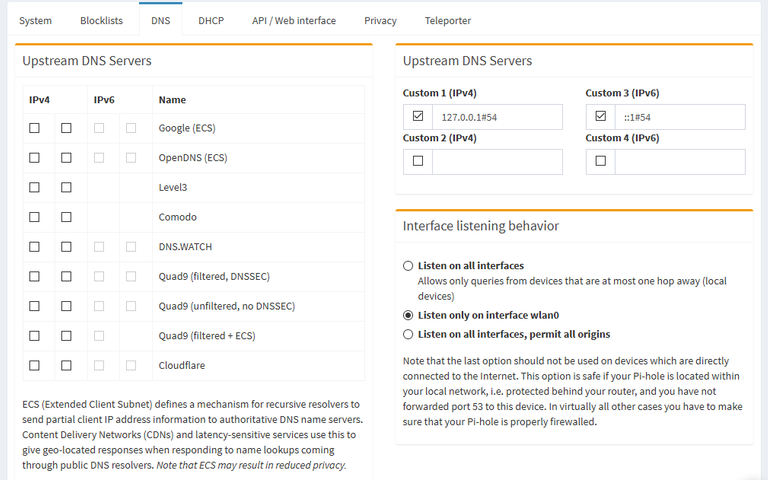 System Blocklists DNS DHCP API / Web interface Privacy Teleporter
Upstream DNS Servers
IPv4 IPv6 Name
Google (ECS)
OpenDNS (ECS)
Level3
Comodo
DNS.WATCH
Quad9 (filtered, DNSSEC)
Quad9 (unfiltered, no DNSSEC)
Quad9 (filtered + ECS)
Cloudflare
ECS (Extended Client Subnet) defines a mechanism for recursive resolvers to
send partial client IP address information to authoritative DNS name servers.
Content Delivery Networks (CDNs) and latency-sensitive services use this to
give geo-located responses when responding to name lookups coming
through public DNS resolvers. Note that ECS may result in reduced privacy.
Upstream DNS Servers
Custom 1 (IPv4) Custom 3 (IPv6)
127.0.0.1#54 ::1#54
Custom 2 (IPv4) Custom 4 (IPv6)
Interface listening behavior
Listen on all interfaces
Allows only queries from devices that are at most one hop away (local
devices)
Listen only on interface wlan0
Listen on all interfaces, permit all origins
Note that the last option should not be used on devices which are directly
connected to the Internet. This option is safe if your Pi-hole is located within
your local network, i.e. protected behind your router, and you have not
forwarded port 53 to this device. In virtually all other cases you have to make
sure that your Pi-hole is properly firewalled.